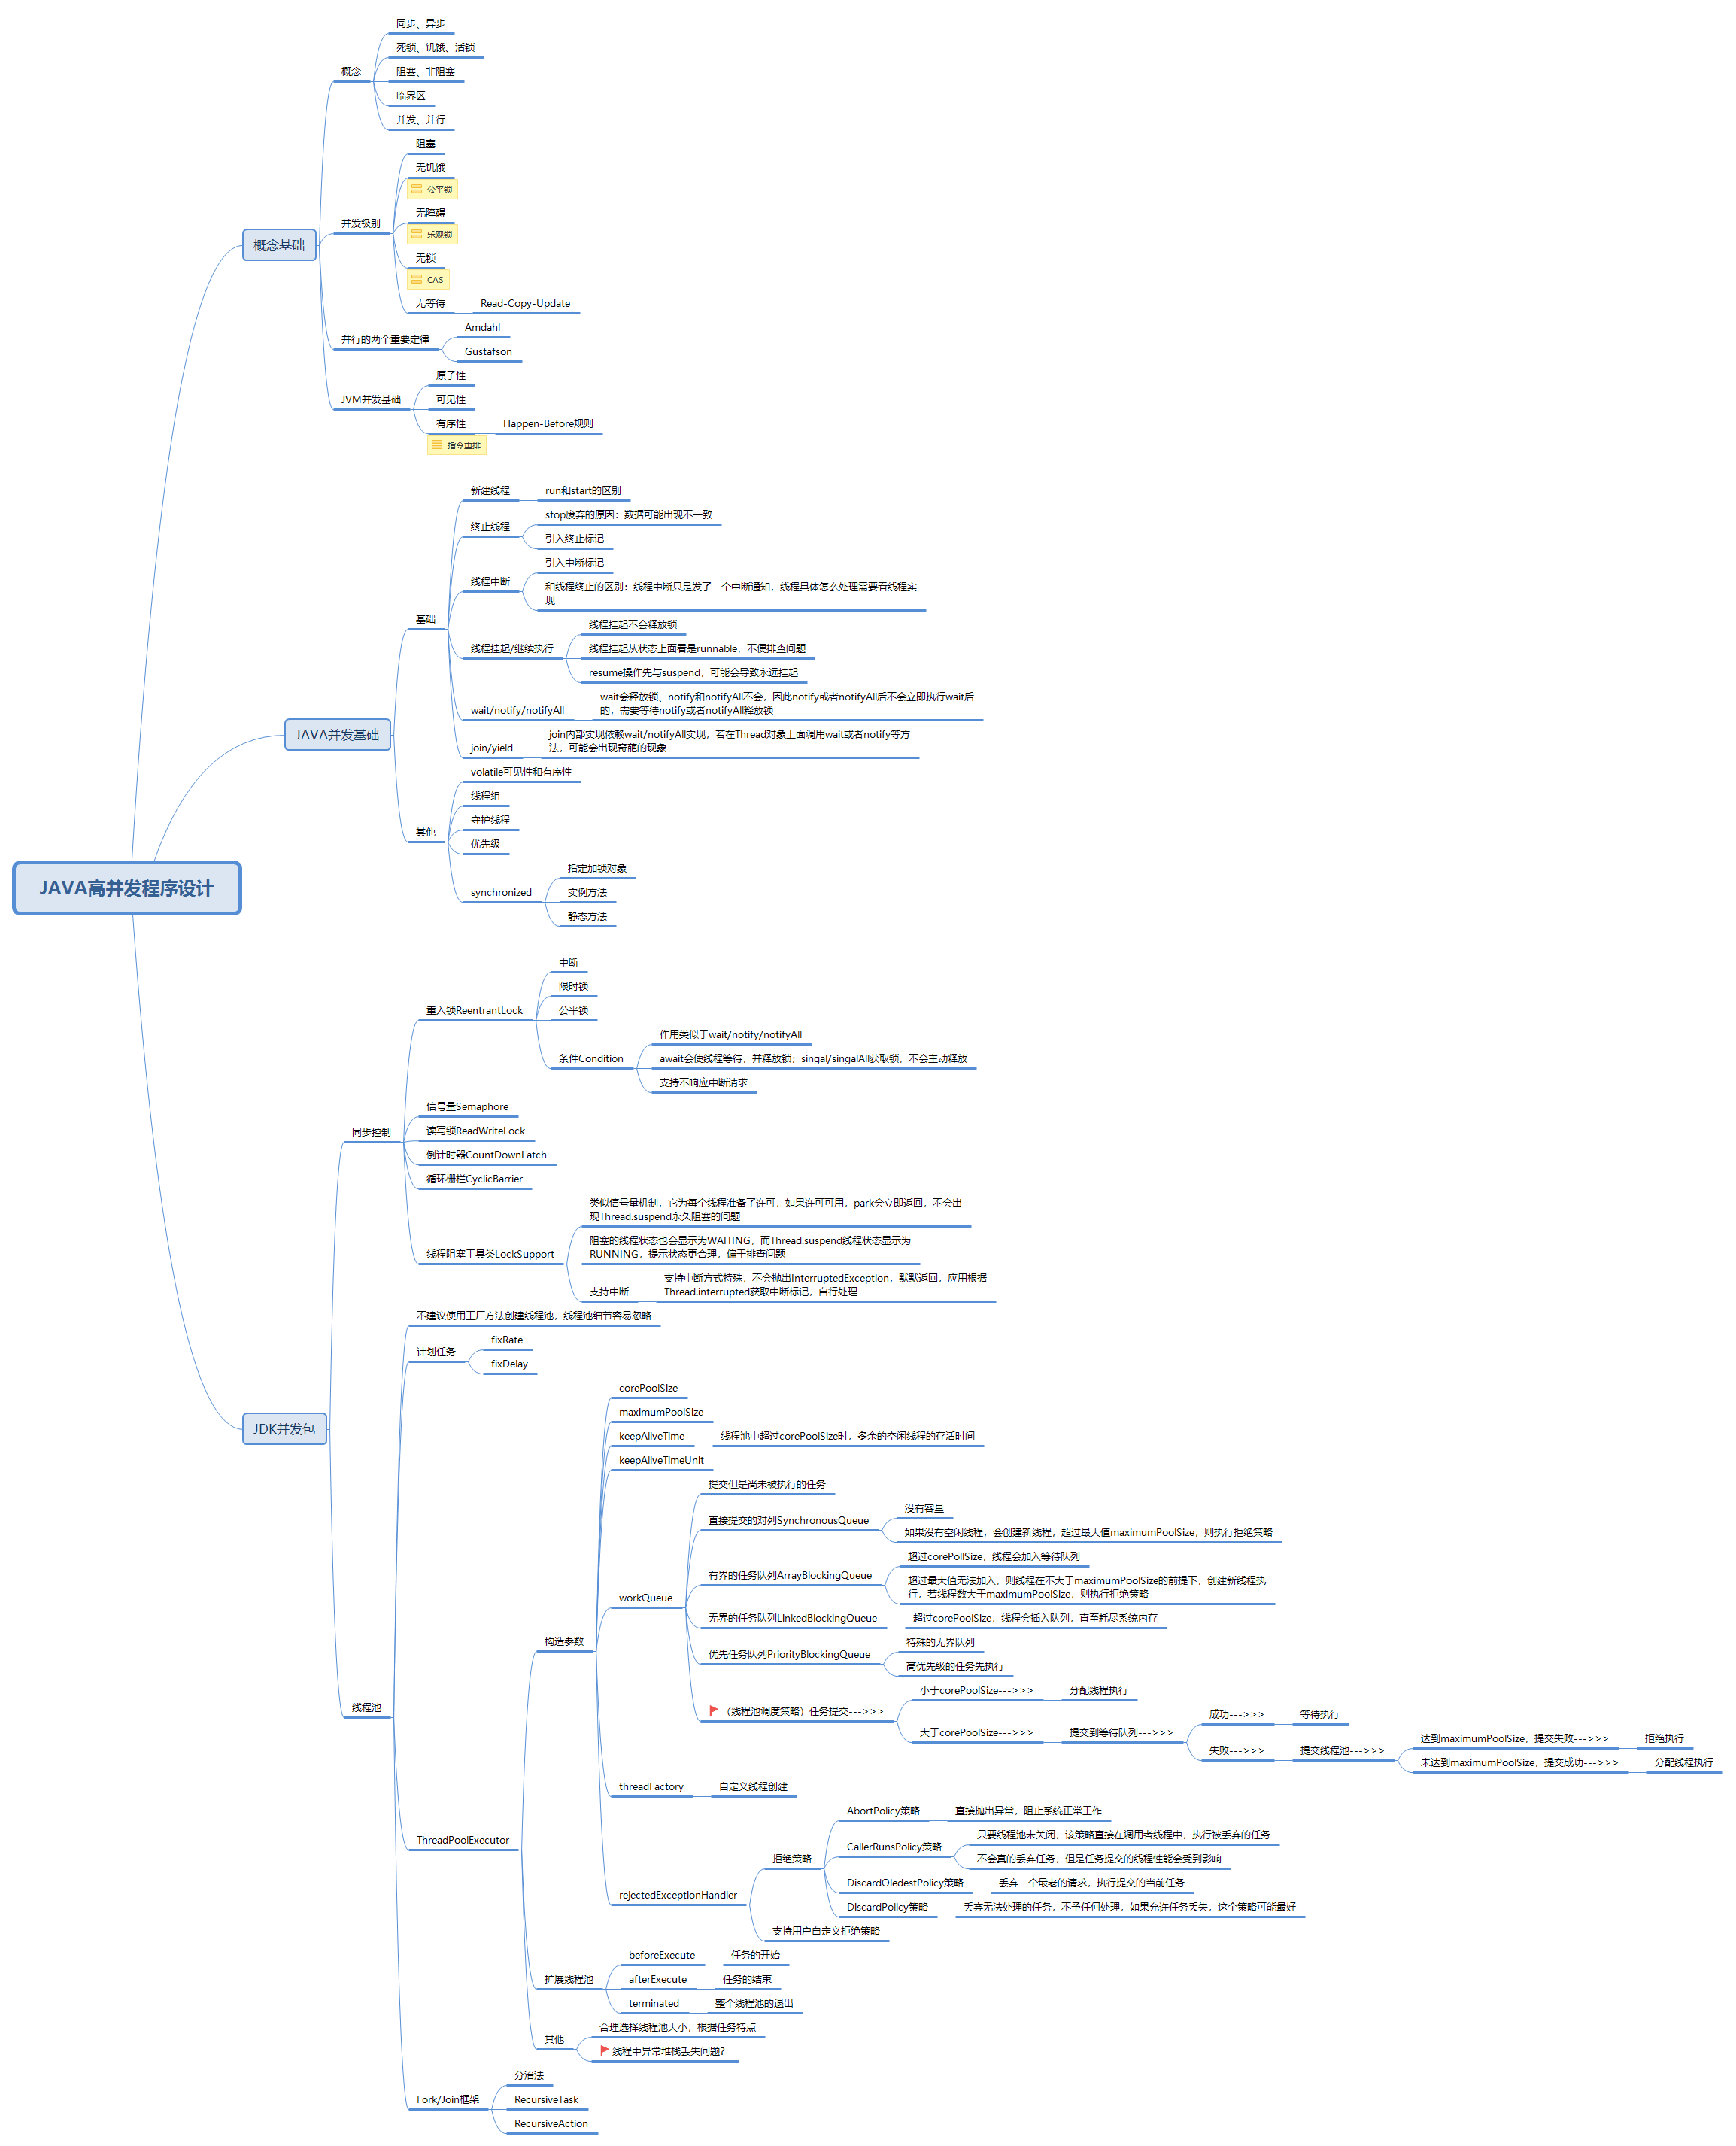 同步、异步
死锁、饥饿、活锁
概念
阻塞、非阻塞
临界区
并发、并行
阻塞
无饥饿
公平锁
无障碍
并发级别
乐观锁
概念基础
无锁
CAS
无等待
Read-Copy-Update
Amdahl
并行的两个重要定律
Gustafson
原子性
JVM并发基础
可见性
有序性
Happen-Before规则
指令重排
新建线程
run和start的区别
stop废弃的原因：数据可能出现不一致
终止线程
引入终止标记
引入中断标记
线程中断
和线程终止的区别：线程中断只是发了一个中断通知，线程具体怎么处理需要看线程实
现
基础
线程挂起不会释放锁
线程挂起/继续执行
线程挂起从状态上面看是runnable，不便排查问题
resume操作先与suspend，可能会导致永远挂起
wait会释放锁、notify和notifyAll不会，因此notify或者notifyAll后不会立即执行wait后
wait/notify/notifyAll
的，需要等待notify或者notifyAll释放锁
JAVA并发基础
join内部实现依赖wait/notifyAll实现，若在Thread对象上面调用wait或者notify等方
join/yield
法，可能会出现奇葩的现象
volatile可见性和有序性
线程组
守护线程
其他
优先级
指定加锁对象
synchronized
实例方法
静态方法
JAVA高并发程序设计
中断
限时锁
重入锁ReentrantLock
公平锁
作用类似于wait/notify/notifyAll
条件Condition
await会使线程等待，并释放锁；singal/singalAll获取锁，不会主动释放
支持不响应中断请求
信号量Semaphore
同步控制
读写锁ReadWriteLock
倒计时器CountDownLatch
循环栅栏CyclicBarrier
类似信号量机制，它为每个线程准备了许可，如果许可可用，park会立即返回，不会出
现Thread.suspend永久阻塞的问题
线程阻塞工具类LockSupport
阻塞的线程状态也会显示为WAITING，而Thread.suspend线程状态显示为
RUNNING，提示状态更合理，偏于排查问题
支持中断
支持中断方式特殊，不会抛出InterruptedException，默默返回，应用根据
Thread.interrupted获取中断标记，自行处理
不建议使用工厂方法创建线程池，线程池细节容易忽略
计划任务
fixRate
fixDelay
JDK并发包
corePoolSize
maximumPoolSize
keepAliveTime
线程池中超过corePoolSize时，多余的空闲线程的存活时间
keepAliveTimeUnit
提交但是尚未被执行的任务
直接提交的对列SynchronousQueue
没有容量
如果没有空闲线程，会创建新线程，超过最大值maximumPoolSize，则执行拒绝策略
workQueue
有界的任务队列ArrayBlockingQueue
超过corePollSize，线程会加入等待队列
超过最大值无法加入，则线程在不大于maximumPoolSize的前提下，创建新线程执
行，若线程数大于maximumPoolSize，则执行拒绝策略
无界的任务队列LinkedBlockingQueue
超过corePoolSize，线程会插入队列，直至耗尽系统内存
构造参数
优先任务队列PriorityBlockingQueue
特殊的无界队列
高优先级的任务先执行
线程池
（线程池调度策略）任务提交--->>>
小于corePoolSize--->>>
分配线程执行
大于corePoolSize--->>>
提交到等待队列--->>>
成功--->>>
等待执行
失败--->>>
提交线程池--->>>
达到maximumPoolSize，提交失败--->>>
拒绝执行
未达到maximumPoolSize，提交成功--->>>
分配线程执行
threadFactory
自定义线程创建
ThreadPoolExecutor
rejectedExceptionHandler
拒绝策略
AbortPolicy策略
直接抛出异常，阻止系统正常工作
CallerRunsPolicy策略
只要线程池未关闭，该策略直接在调用者线程中，执行被丢弃的任务
不会真的丢弃任务，但是任务提交的线程性能会受到影响
DiscardOledestPolicy策略
丢弃一个最老的请求，执行提交的当前任务
DiscardPolicy策略
丢弃无法处理的任务，不予任何处理，如果允许任务丢失，这个策略可能最好
支持用户自定义拒绝策略
扩展线程池
beforeExecute
任务的开始
afterExecute
任务的结束
terminated
整个线程池的退出
其他
合理选择线程池大小，根据任务特点
线程中异常堆栈丢失问题？
Fork/Join框架
分治法
RecursiveTask
RecursiveAction